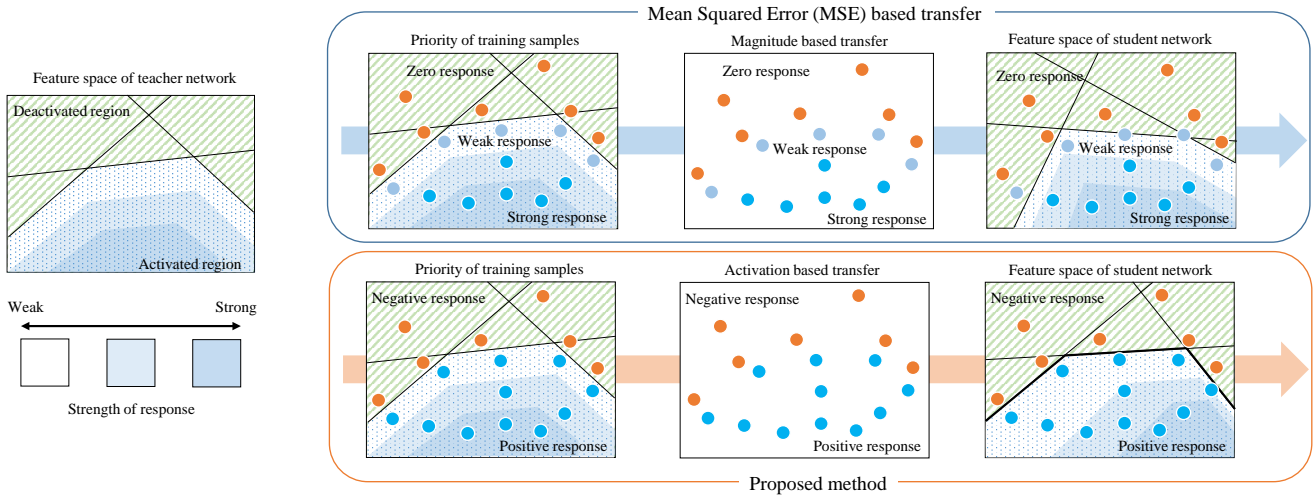 Mean Squared Error (MSE) based transfer
Feature space of teacher network
Deactivated region
Activated region
Weak
Strong
Strength of response
Priority of training samples
Magnitude based transfer
Feature space of student network
Zero response
Weak response
Strong response
Zero response
Weak response
Strong response
Zero response
Weak response
Strong response
Priority of training samples
Activation based transfer
Feature space of student network
Negative response
Positive response
Negative response
Positive response
Negative response
Positive response
Proposed method